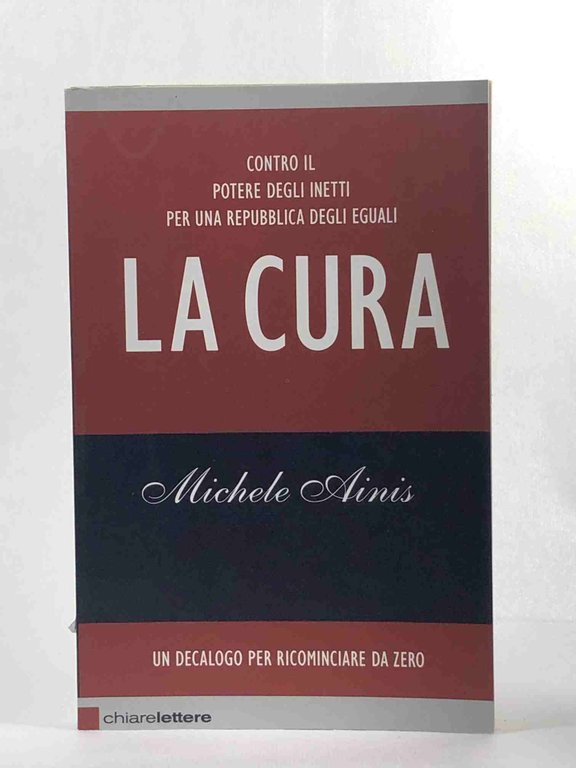 CONTRO IL
POTERE DEGLI INETTI
PER UNA REPUBBLICA DEGLI EGUALI
LA CURA
Michele Ainis
UN DECALOGO PER RICOMINCIARE DA ZERO
chiarelettere